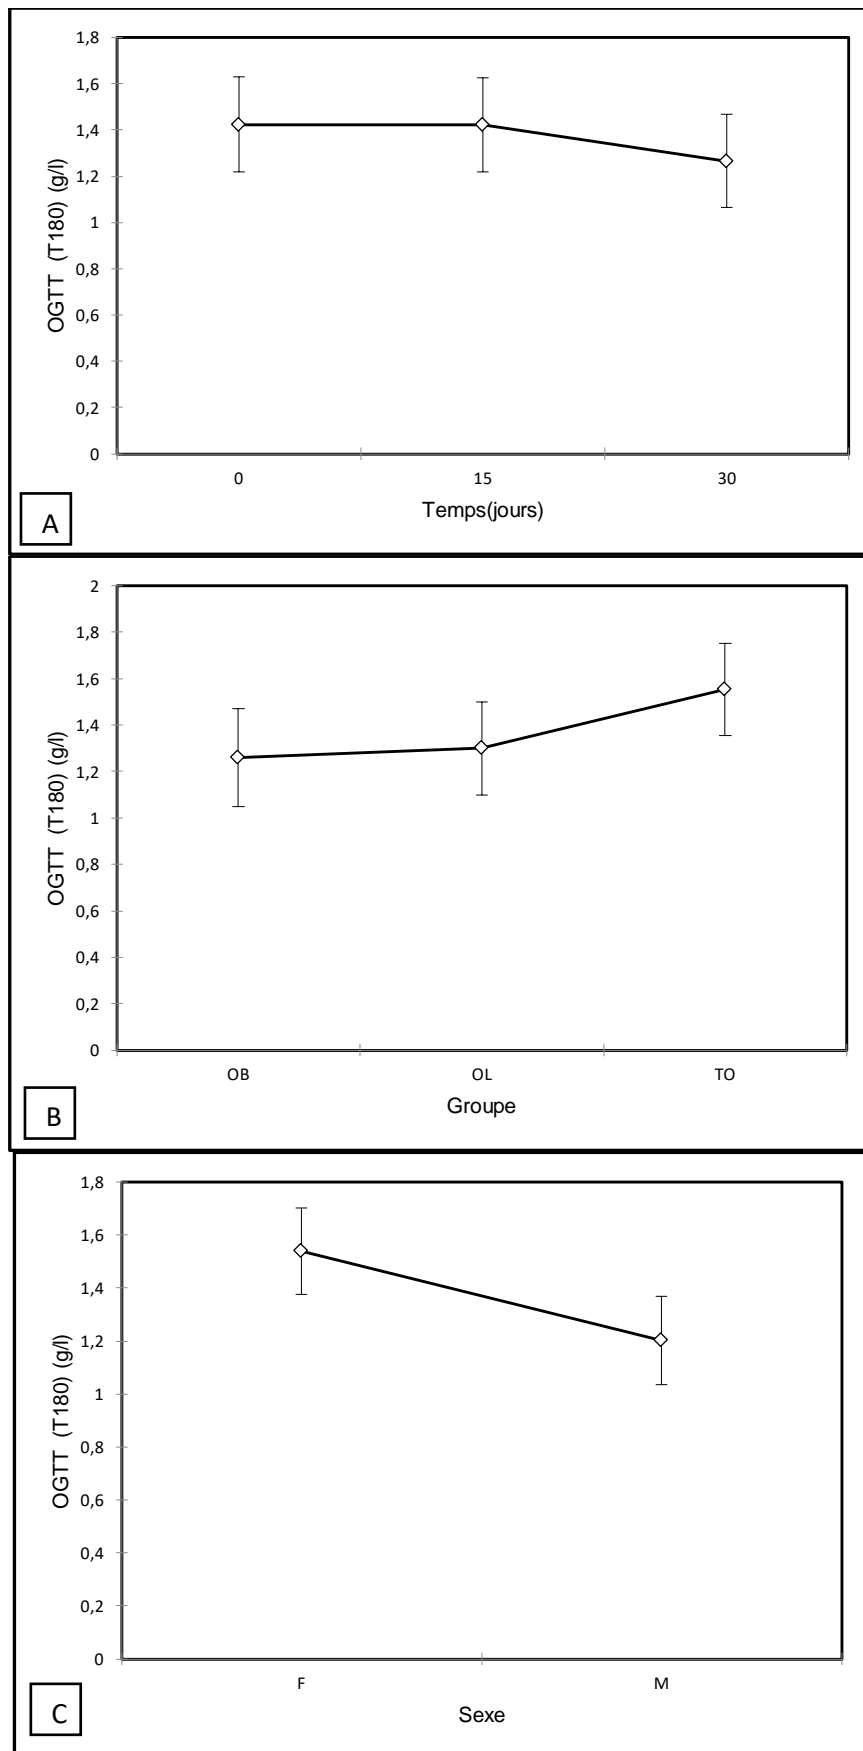 1,8
1,6
1,4
1,2
1
0,8
0,6
0,4
0,2
0
OGTT (T180) (g/l)
0 15 30
Temps(jours)
A
2
1,8
1,6
1,4
1,2
1
0,8
0,6
0,4
0,2
0
OGTT (T180) (g/l)
OB OL TO
Groupe
B
1,8
1,6
1,4
1,2
1
0,8
0,6
0,4
0,2
0
OGTT (T180) (g/l)
F M
Sexe
C